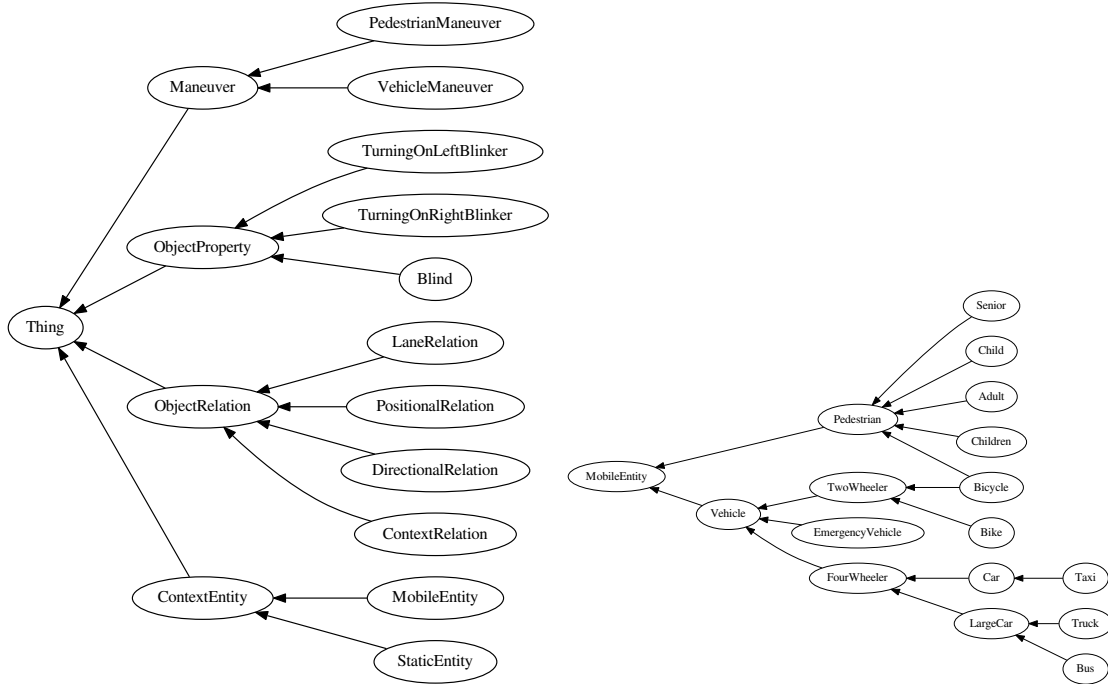 PedestrianManeuver
Maneuver
VehicleManeuver
TurningOnLeftBlinker
TurningOnRightBlinker
ObjectProperty
Blind
Thing
LaneRelation
ObjectRelation
PositionalRelation
DirectionalRelation
ContextRelation
ContextEntity
MobileEntity
StaticEntity
Senior
Child
Adult
Pedestrian
Children
MobileEntity
TwoWheeler
Bicycle
Vehicle
EmergencyVehicle
Bike
FourWheeler
Car
Taxi
LargeCar
Truck
Bus